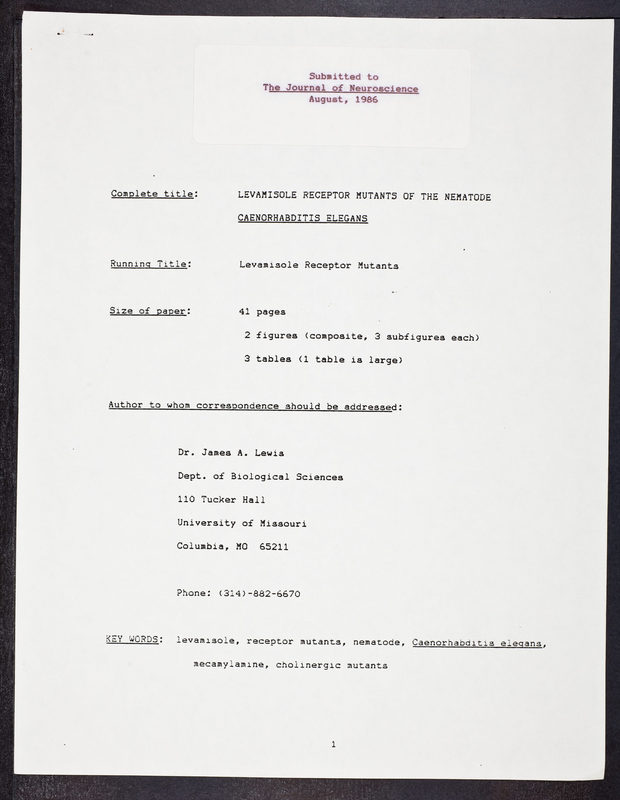 Submitted to
The Journal of Neuroscience
August, 1986
Complete title: LEVAMISOLE RECEPTOR MUTANTS OF THE NEMATODE
CAENORHABDITIS ELEGANS
Running Title: Levamisole Receptor Mutants
Size of paper: 41 pages
2 figures (composite, 3 subfigures each)
3 tables (1 table is large)
Author to whom correspondence should be addressed:
Dr. James A. Lewis
Dept. of Biological Sciences
110 Tucker Hall
University of Missouri
Columbia, MO 65211
Phone: (314)-882-6670
KEY WORDS: levamisole, receptor mutants, nematode, Caenorhabditis elegans,
mecamylamine, cholinergic mutants
1